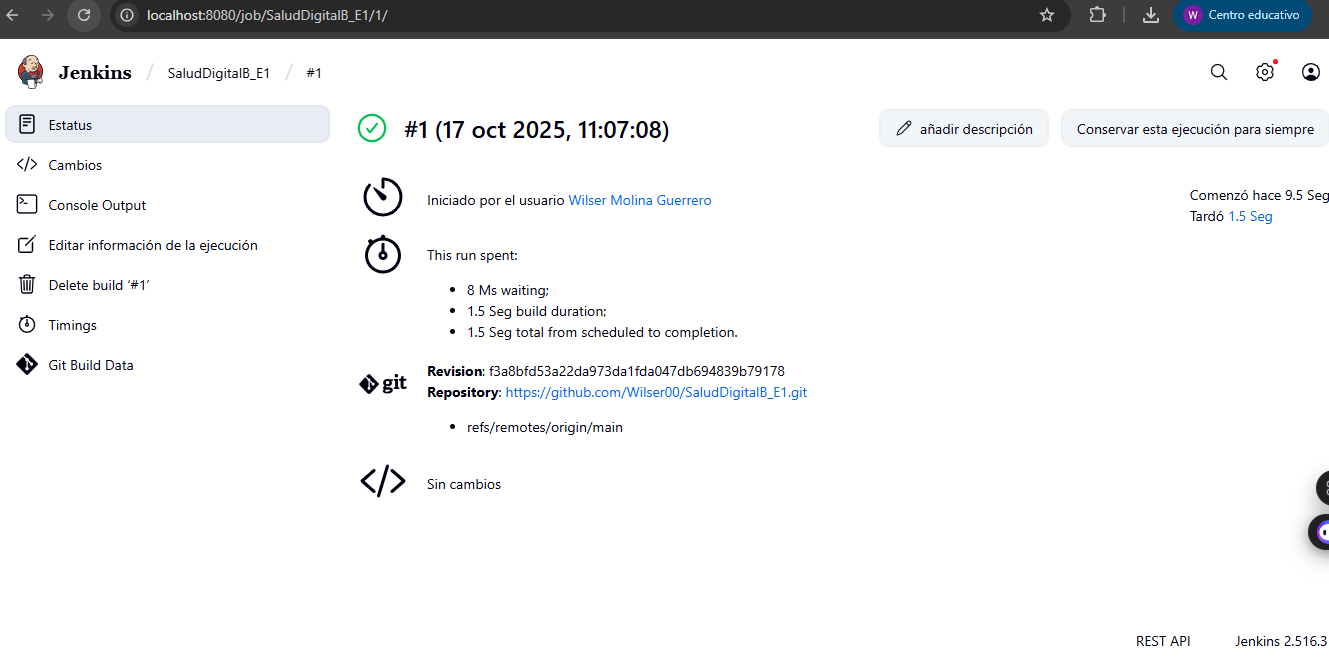 localhost:8080/job/SaludDigitalB_E1/1/
W Centro educativo
Jenkins / SaludDigitalB_E1 / #1
Estatus
Cambios
Console Output
Editar información de la ejecución
Delete build ‘#1’
Timings
Git Build Data
#1 (17 oct 2025, 11:07:08)
añadir descripción
Conservar esta ejecución para siempre
Iniciado por el usuario Wilser Molina Guerrero
Comenzó hace 9.5 Seg
Tardó 1.5 Seg
This run spent:
• 8 Ms waiting;
• 1.5 Seg build duration;
• 1.5 Seg total from scheduled to completion.
git
Revision: f3a8bfd53a22da973da1fda047db694839b79178
Repository: https://github.com/Wilser00/SaludDigitalB_E1.git
• refs/remotes/origin/main
Sin cambios
REST API
Jenkins 2.516.3